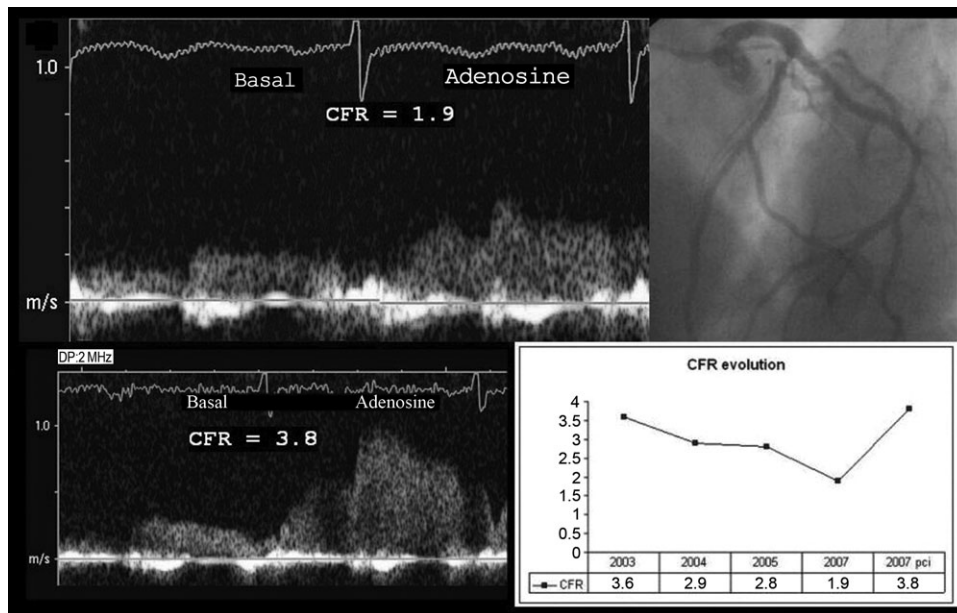 1.0
Basal
Adenosine
CFR = 1.9
m/s
DP:2 MHz
Basal
Adenosine
1.0
CFR = 3.8
m/s
CFR evolution
4
3.5
3
2.5
2
1.5
1
0.5
0
2003 2004 2005 2007 2007 pci
CFR 3.6 2.9 2.8 1.9 3.8